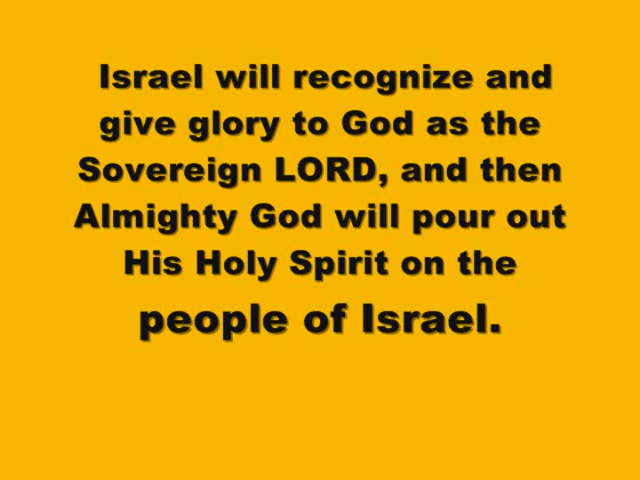 Israel will recognize and
give glory to God as the
Sovereign LORD, and then
Almighty God will pour out
His Holy Spirit on the
people of Israel.